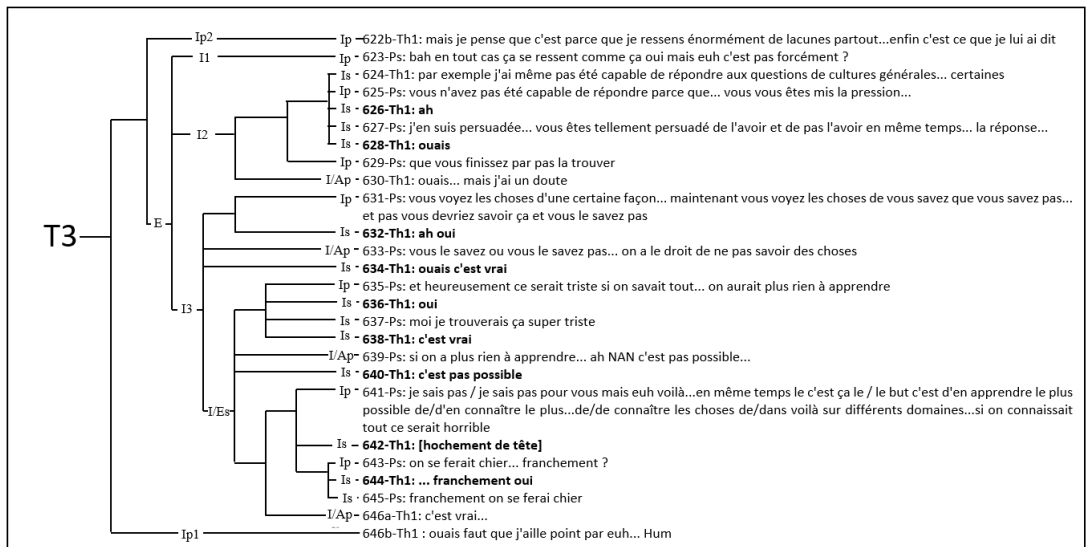 Ip2 Ip - 622b-Th1: mais je pense que c'est parce que je ressens énormément de lacunes partout...enfin c'est ce que je lui ai dit
I1 Ip - 623-Ps: bah en tout cas ça se ressent comme ça oui mais euh c'est pas forcément ?
Is - 624-Th1: par exemple j'ai même pas été capable de répondre aux questions de cultures générales... certaines
Ip - 625-Ps: vous n'avez pas été capable de répondre parce que... vous vous êtes mis la pression...
Is - 626-Th1: ah
I2 Is - 627-Ps: j'en suis persuadée... vous êtes tellement persuadé de l'avoir et de pas l'avoir en même temps... la réponse...
Is - 628-Th1: ouais
Ip - 629-Ps: que vous finissez par pas la trouver
I/Ap - 630-Th1: ouais... mais j'ai un doute
Ip - 631-Ps: vous voyez les choses d'une certaine façon... maintenant vous voyez les choses de vous savez que vous savez pas...
et pas vous devriez savoir ça et vous le savez pas
E
T3
Is - 632-Th1: ah oui
I/Ap - 633-Ps: vous le savez ou vous le savez pas... on a le droit de ne pas savoir des choses
Is - 634-Th1: ouais c'est vrai
Ip - 635-Ps: et heureusement ce serait triste si on savait tout... on aurait plus rien à apprendre
I3 Is - 636-Th1: oui
Is - 637-Ps: moi je trouverais ça super triste
Is - 638-Th1: c'est vrai
I/Ap- 639-Ps: si on a plus rien à apprendre... ah NAN c'est pas possible...
Is - 640-Th1: c'est pas possible
Ip - 641-Ps: je sais pas / je sais pas pour vous mais euh voilà...en même temps le c'est ça le / le but c'est d'en apprendre le plus
I/Es possible de/d'en connaître le plus...de/de connaître les choses de/dans voilà sur différents domaines...si on connaissait
tout ce serait horrible
Is - 642-Th1: [hochement de tête]
Ip - 643-Ps: on se ferait chier... franchement ?
Is - 644-Th1: ... franchement oui
Is - 645-Ps: franchement on se ferai chier
I/Ap - 646a-Th1: c'est vrai...
Ip1 - 646b-Th1 : ouais faut que j'aille point par euh... Hum